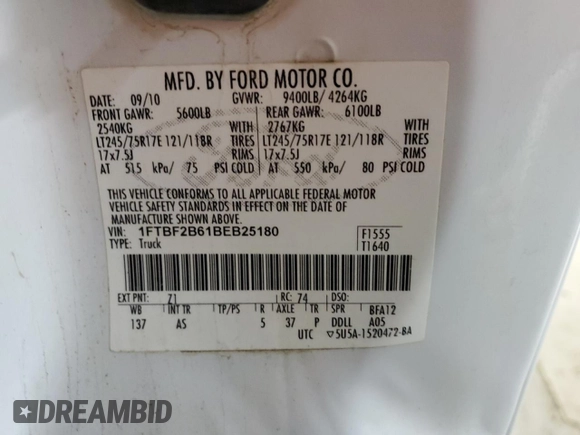 MFD. BY FORD MOTOR CO.
DATE: 09/10 GVWR: 9400LB/ 4264KG
FRONT GAWR: 5600LB REAR GAWR: 6100LB
2540KG WITH 2767KG WITH
LT245/75R17E 121/118R TIRES LT245/75R17E 121/118R TIRES
17x7.5J RIMS 17x7.5J RIMS
AT 515 kPa/ 75 PSI COLD AT 550 kPa/ 80 PSI COLD
THIS VEHICLE CONFORMS TO ALL APPLICABLE FEDERAL MOTOR
VEHICLE SAFETY STANDARDS IN EFFECT ON THE DATE OF
MANUFACTURE SHOWN ABOVE.
VIN: 1FTBF2B61BEB25180 F1555
TYPE: Truck T1640
EXT PNT: Z1 RC: 74 DSO:
WB INT TR TP/PS R AXLE TR SPR BFA12
137 AS 5 37 P DDLL A05
UTC ▽5U5A-1520472-BA
DREAMBID